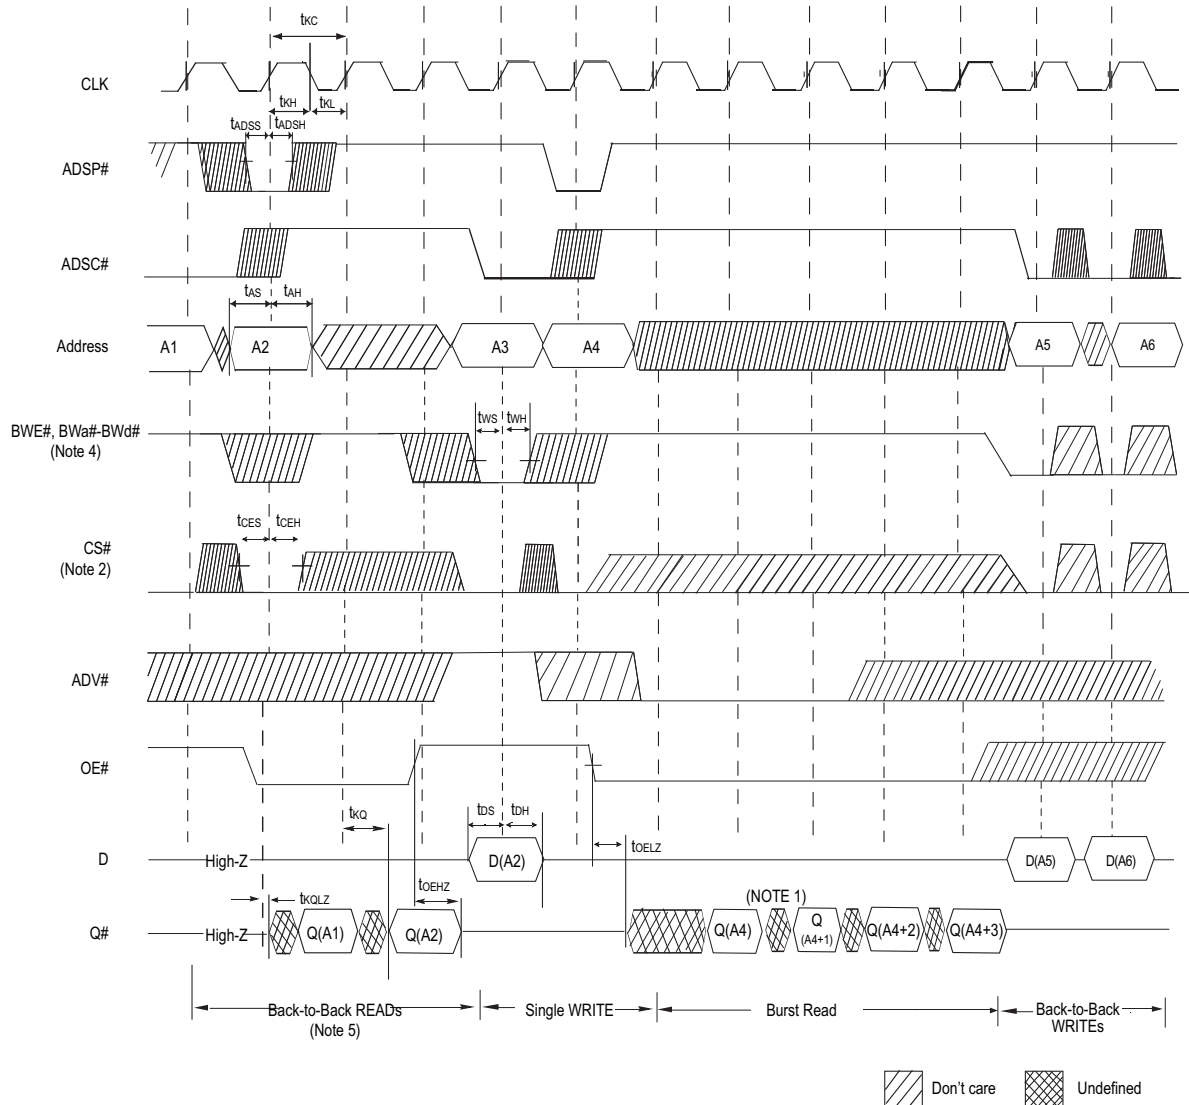 tKC
CLK
tKH tKL
tADSS tADSH
ADSP#
ADSC#
tAS tAH
Address A1 A2 A3 A4 A5 A6
tWS tWH
BWE#, BWa#-BWd#
(Note 4)
tCES tCEH
CS#
(Note 2)
ADV#
OE#
tKQ tDS tDH
tOELZ
D High-Z D(A2) D(A5) D(A6)
tOEHZ
tKQLZ (NOTE 1)
Q# High-Z Q(A1) Q(A2) Q(A4) Q (A4+1) Q(A4+2) Q(A4+3)
Back-to-Back READs
(Note 5)
Single WRITE
Burst Read
Back-to-Back
WRITEs
Don't care
Undefined